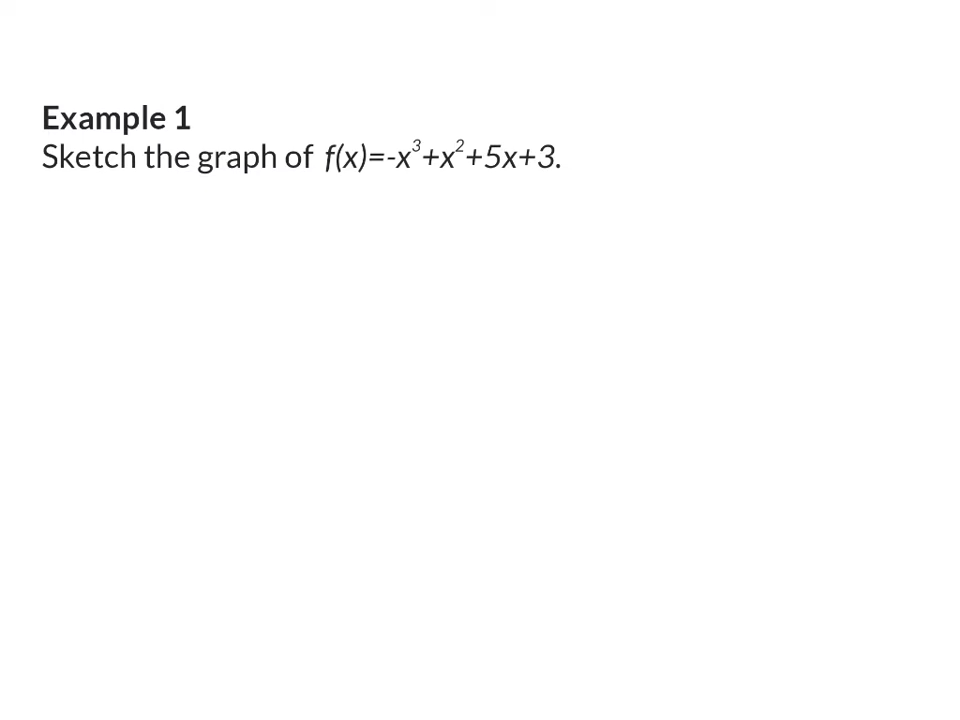 Example 1
Sketch the graph of f(x)=-x³+x²+5x+3.